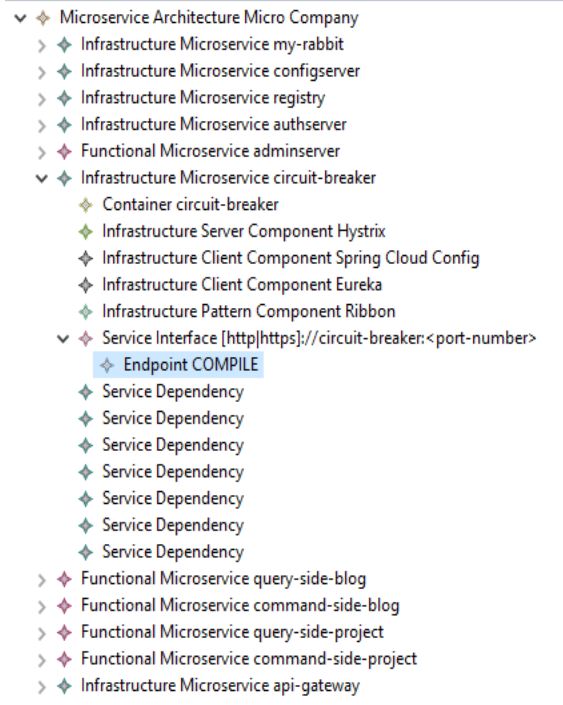 Microservice Architecture Micro Company
Infrastructure Microservice my-rabbit
Infrastructure Microservice configserver
Infrastructure Microservice registry
Infrastructure Microservice authserver
Functional Microservice adminserver
Infrastructure Microservice circuit-breaker
Container circuit-breaker
Infrastructure Server Component Hystrix
Infrastructure Client Component Spring Cloud Config
Infrastructure Client Component Eureka
Infrastructure Pattern Component Ribbon
Service Interface [http|https]://circuit-breaker:<port-number>
Endpoint COMPILE
Service Dependency
Service Dependency
Service Dependency
Service Dependency
Service Dependency
Service Dependency
Service Dependency
Functional Microservice query-side-blog
Functional Microservice command-side-blog
Functional Microservice query-side-project
Functional Microservice command-side-project
Infrastructure Microservice api-gateway